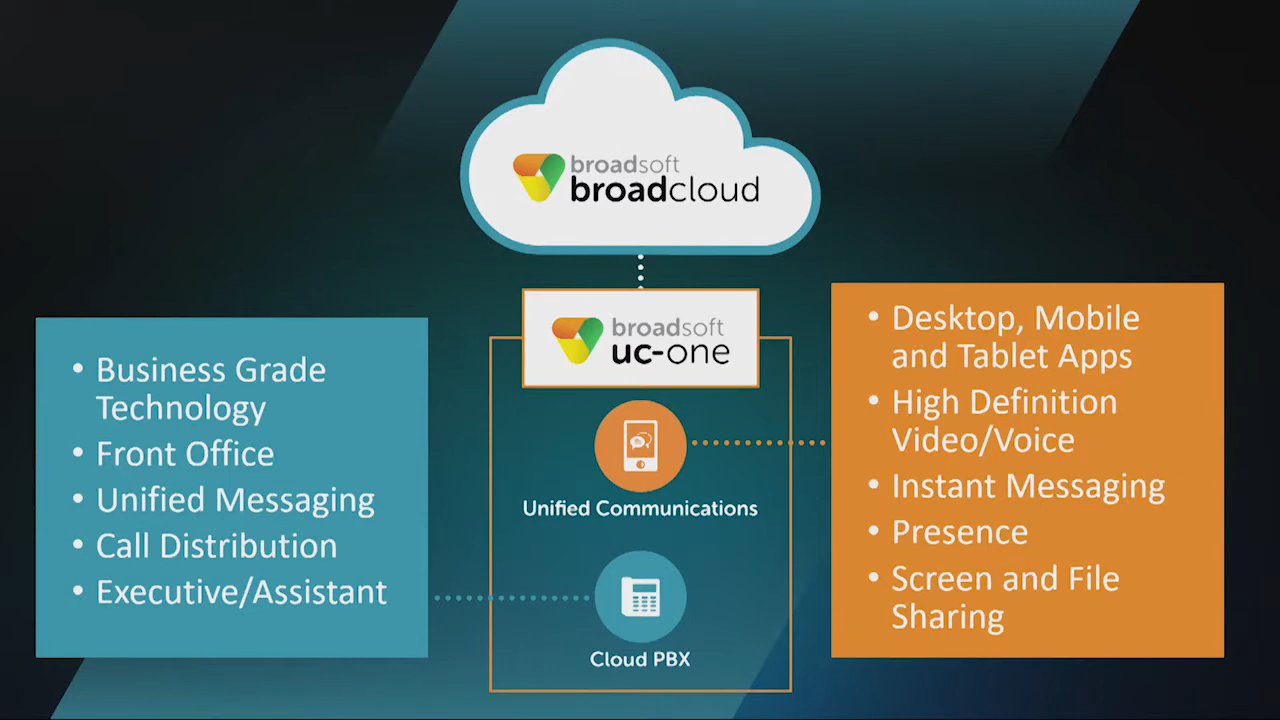 broadsoft
broadcloud
broadsoft
uc-one
Unified Communications
Cloud PBX
• Business Grade
Technology
• Front Office
• Unified Messaging
• Call Distribution
• Executive/Assistant
• Desktop, Mobile
and Tablet Apps
• High Definition
Video/Voice
• Instant Messaging
• Presence
• Screen and File
Sharing